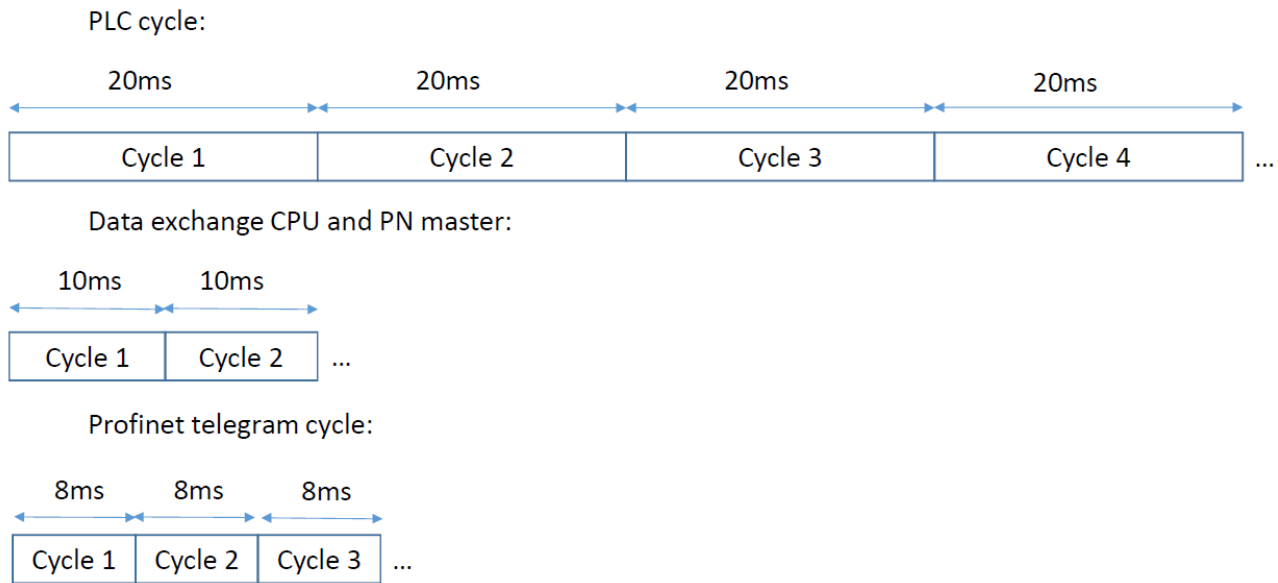 PLC cycle:
20ms 20ms 20ms 20ms
Cycle 1 Cycle 2 Cycle 3 Cycle 4 ...
Data exchange CPU and PN master:
10ms 10ms
Cycle 1 Cycle 2 ...
Profinet telegram cycle:
8ms 8ms 8ms
Cycle 1 Cycle 2 Cycle 3 ...